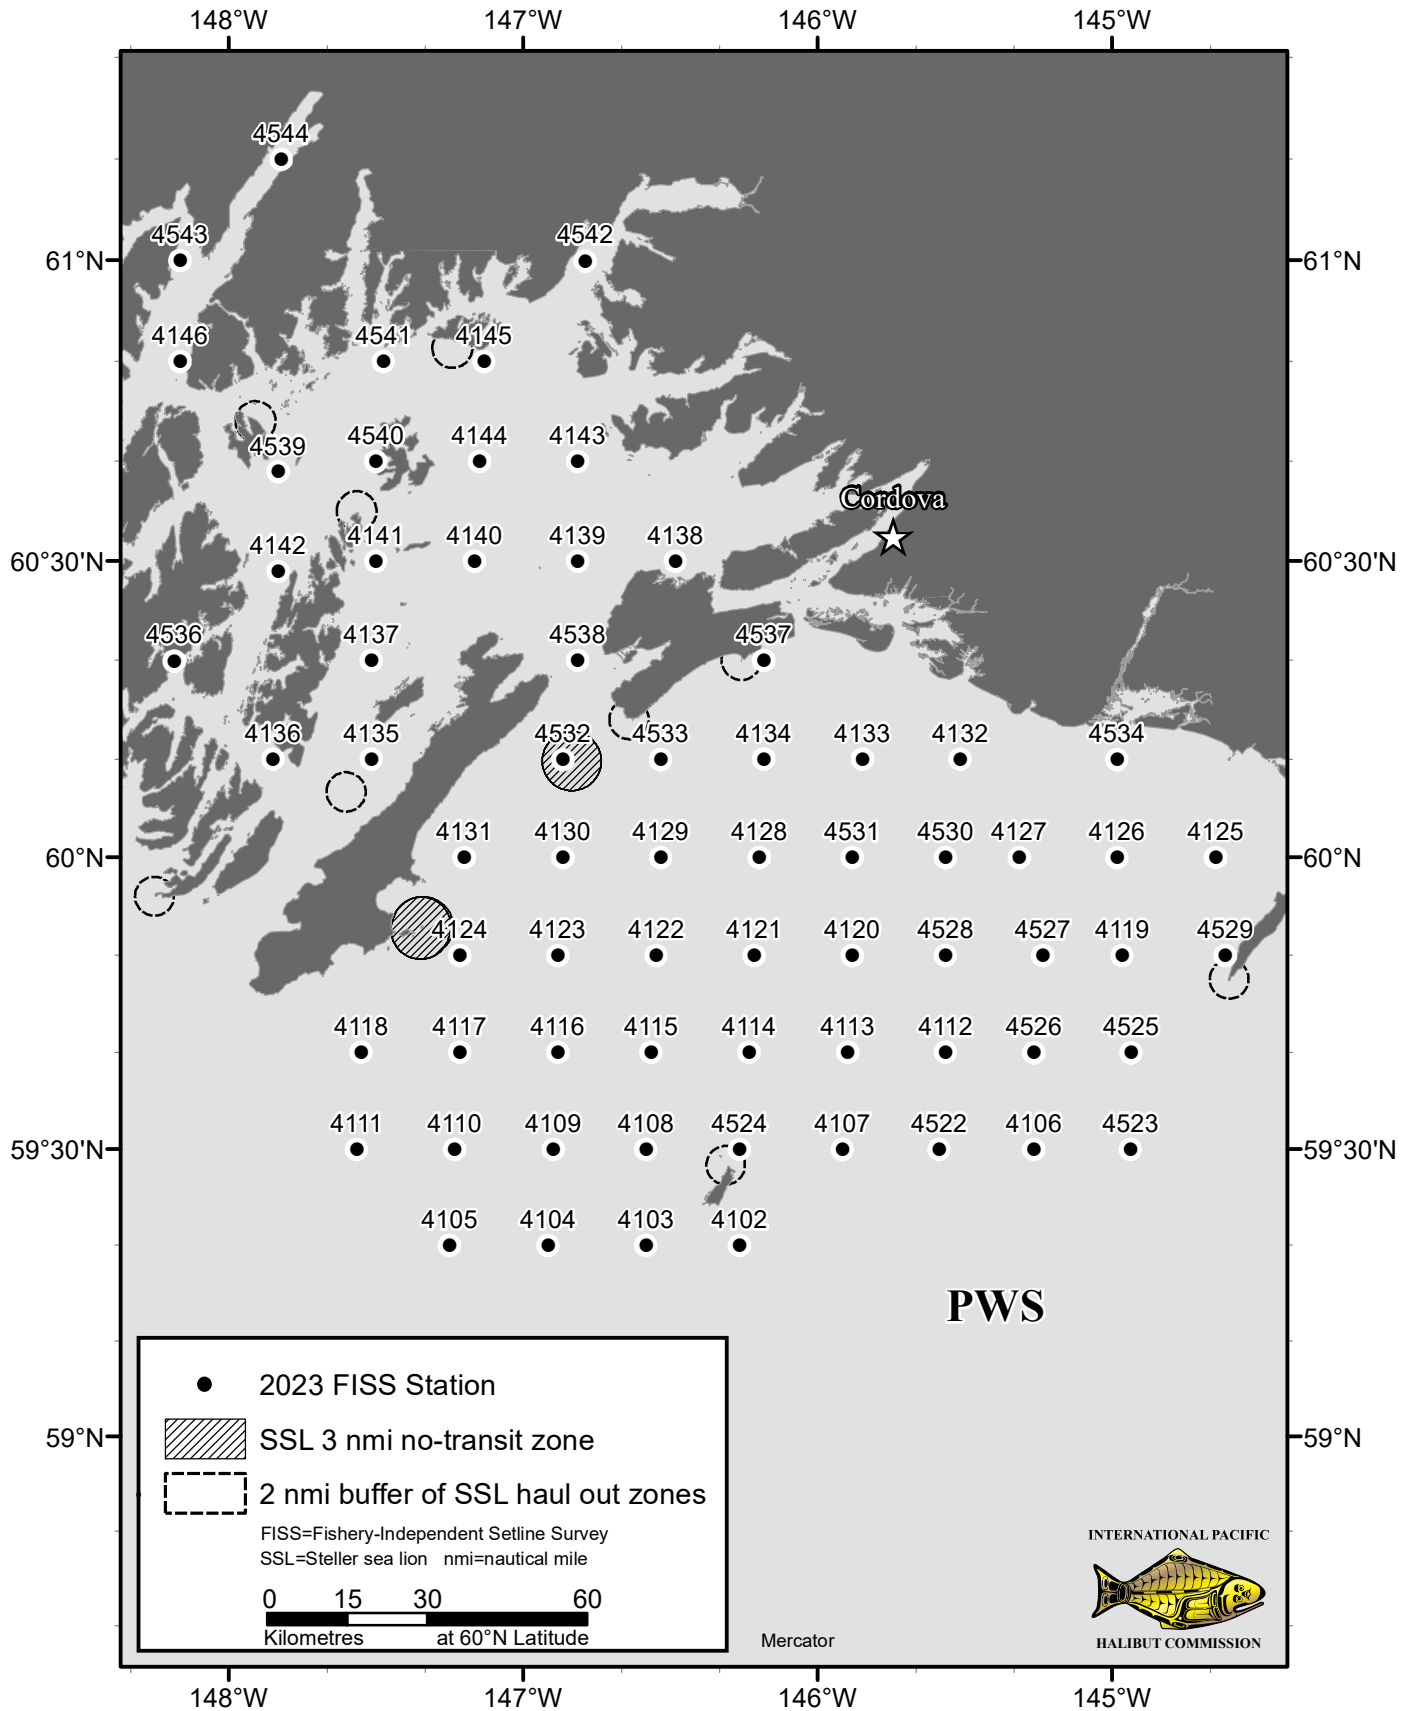 148°W 147°W 146°W 145°W
4544
4543 4542
61°N 61°N
4146 4541 4145
4539 4540 4144 4143
Cordova
4142 4141 4140 4139 4138
60°30'N 60°30'N
4536 4137 4538 4537
4136 4135 4532 4533 4134 4133 4132 4534
4131 4130 4129 4128 4531 4530 4127 4126 4125
60°N 60°N
4124 4123 4122 4121 4120 4528 4527 4119 4529
4118 4117 4116 4115 4114 4113 4112 4526 4525
4111 4110 4109 4108 4524 4107 4522 4106 4523
59°30'N 59°30'N
4105 4104 4103 4102
PWS
2023 FISS Station
SSL 3 nmi no-transit zone
59°N 59°N
2 nmi buffer of SSL haul out zones
FISS=Fishery-Independent Setline Survey
SSL=Steller sea lion nmi=nautical mile
0 15 30 60
Kilometres at 60°N Latitude
Mercator
INTERNATIONAL PACIFIC
HALIBUT COMMISSION
148°W 147°W 146°W 145°W